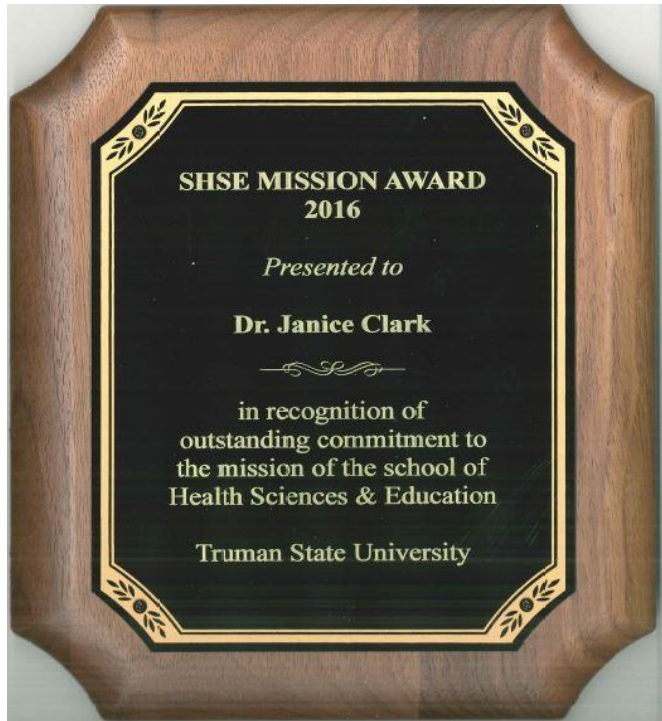 SHSE MISSION AWARD
2016
Presented to
Dr. Janice Clark
in recognition of
outstanding commitment to
the mission of the school of
Health Sciences & Education
Truman State University